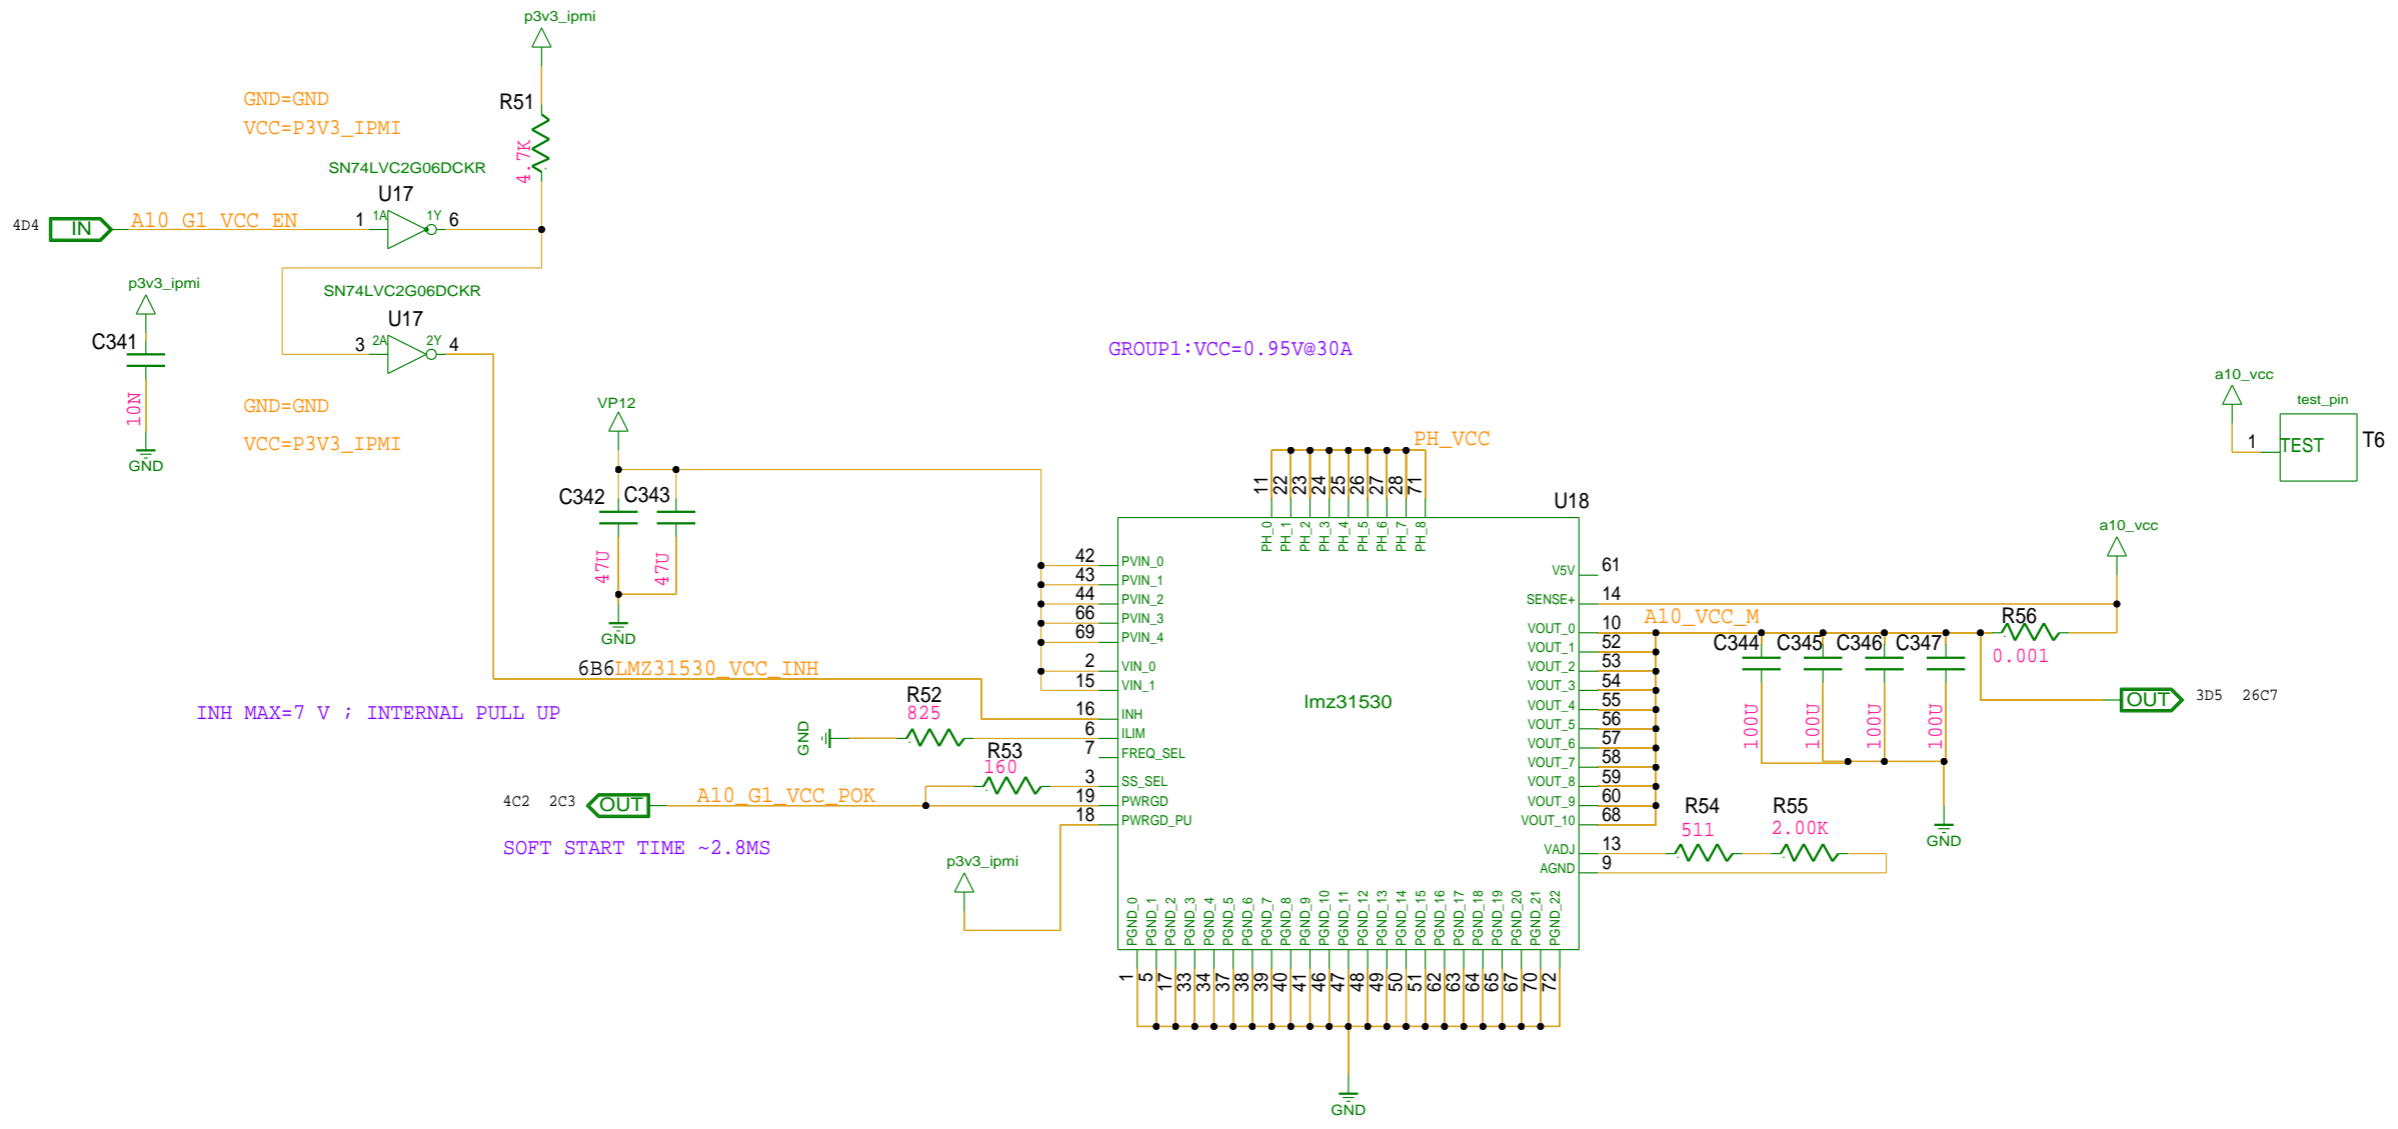 p3v3_ipmi
GND=GND
VCC=P3V3_IPMI
R51
4.7K
SN74LVC2G06DCKR
U17
4D4 IN A10_G1_VCC_EN 1 1A 1Y 6
p3v3_ipmi
C341
10N
GND
SN74LVC2G06DCKR
U17
3 2A 2Y 4
GND=GND
VCC=P3V3_IPMI
GROUP1:VCC=0.95V@30A
VP12
C342 C343
47U 47U
GND
PH_VCC
11 22 23 24 25 26 27 28 71
PH_0 PH_1 PH_2 PH_3 PH_4 PH_5 PH_6 PH_7 PH_8
U18
lmz31530
42 PVIN_0
43 PVIN_1
44 PVIN_2
66 PVIN_3
69 PVIN_4
2 VIN_0
15 VIN_1
6B6LMZ31530_VCC_INH
16 INH
INH MAX=7 V ; INTERNAL PULL UP
GND
R52
825
6 ILIM
7 FREQ_SEL
R53
160
3 SS_SEL
4C2 2C3 OUT A10_G1_VCC_POK
19 PWRGD
18 PWRGD_PU
SOFT START TIME ~2.8MS
p3v3_ipmi
V5V 61
SENSE+ 14
A10_VCC_M
VOUT_0 10
VOUT_1 52
VOUT_2 53
VOUT_3 54
VOUT_4 55
VOUT_5 56
VOUT_6 57
VOUT_7 58
VOUT_8 59
VOUT_9 60
VOUT_10 68
VADJ 13
AGND 9
C344 C345 C346 C347
100U 100U 100U 100U
GND
R56
0.001
a10_vcc
OUT 3D5 26C7
R54
511
R55
2.00K
a10_vcc
test_pin
1 TEST T6
PGND_0 PGND_1 PGND_2 PGND_3 PGND_4 PGND_5 PGND_6 PGND_7 PGND_8 PGND_9 PGND_10 PGND_11 PGND_12 PGND_13 PGND_14 PGND_15 PGND_16 PGND_17 PGND_18 PGND_19 PGND_20 PGND_21 PGND_22
1 5 17 33 34 37 38 39 40 41 46 47 48 49 50 51 62 63 64 65 67 70 72
GND